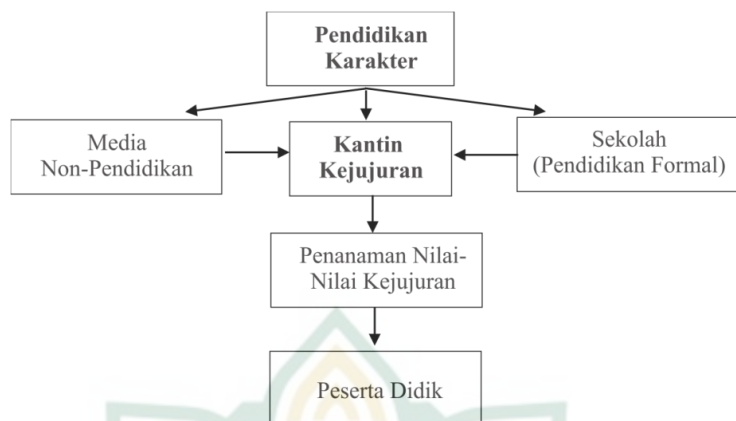 Pendidikan
Karakter
Media
Non-Pendidikan
Kantin
Kejujuran
Sekolah
(Pendidikan Formal)
Penanaman Nilai-
Nilai Kejujuran
Peserta Didik